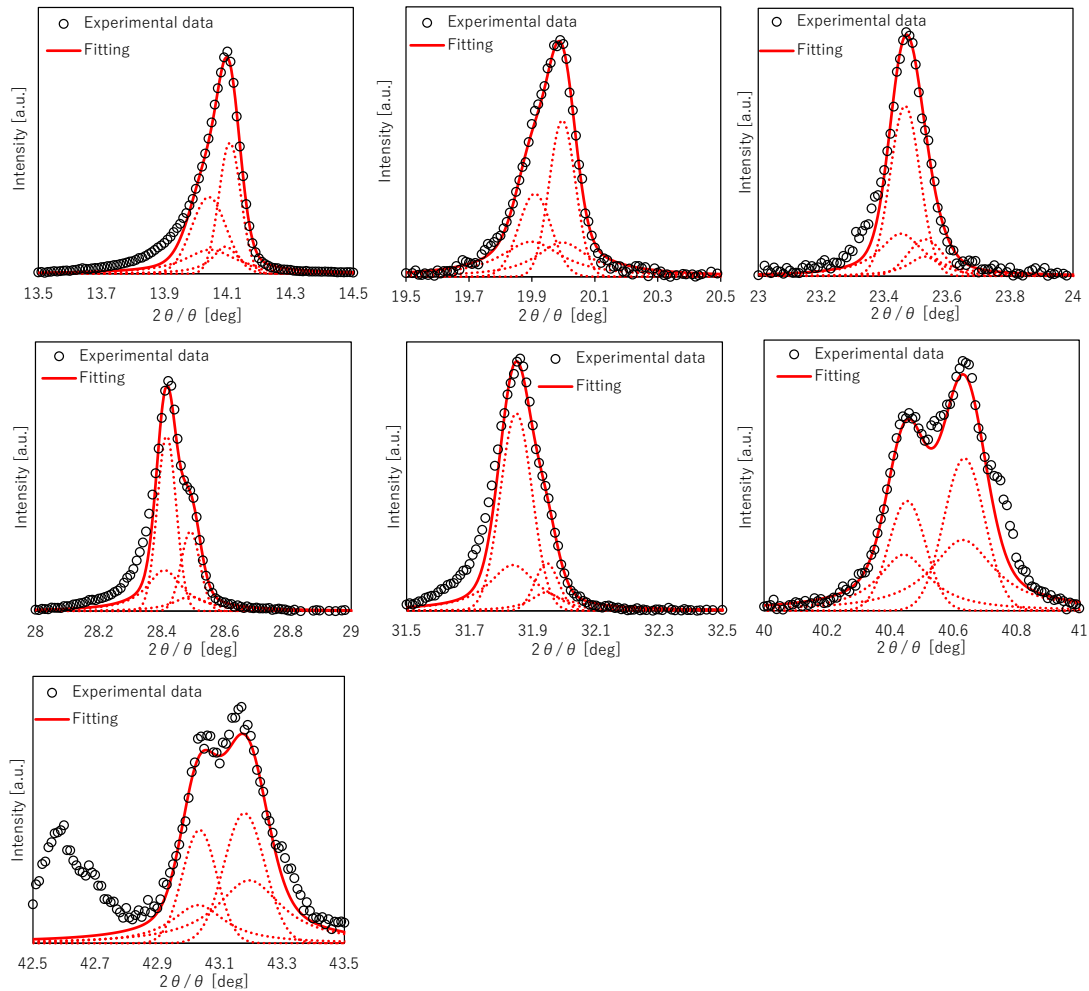 Experimental data
Fitting
Intensity [a.u.]
13.5 13.7 13.9 14.1 14.3 14.5
2θ/θ [deg]
Experimental data
Fitting
Intensity [a.u.]
19.5 19.7 19.9 20.1 20.3 20.5
2θ/θ [deg]
Experimental data
Fitting
Intensity [a.u.]
23 23.2 23.4 23.6 23.8 24
2θ/θ [deg]
Experimental data
Fitting
Intensity [a.u.]
28 28.2 28.4 28.6 28.8 29
2θ/θ [deg]
Experimental data
Fitting
Intensity [a.u.]
31.5 31.7 31.9 32.1 32.3 32.5
2θ/θ [deg]
Experimental data
Fitting
Intensity [a.u.]
40 40.2 40.4 40.6 40.8 41
2θ/θ [deg]
Experimental data
Fitting
Intensity [a.u.]
42.5 42.7 42.9 43.1 43.3 43.5
2θ/θ [deg]